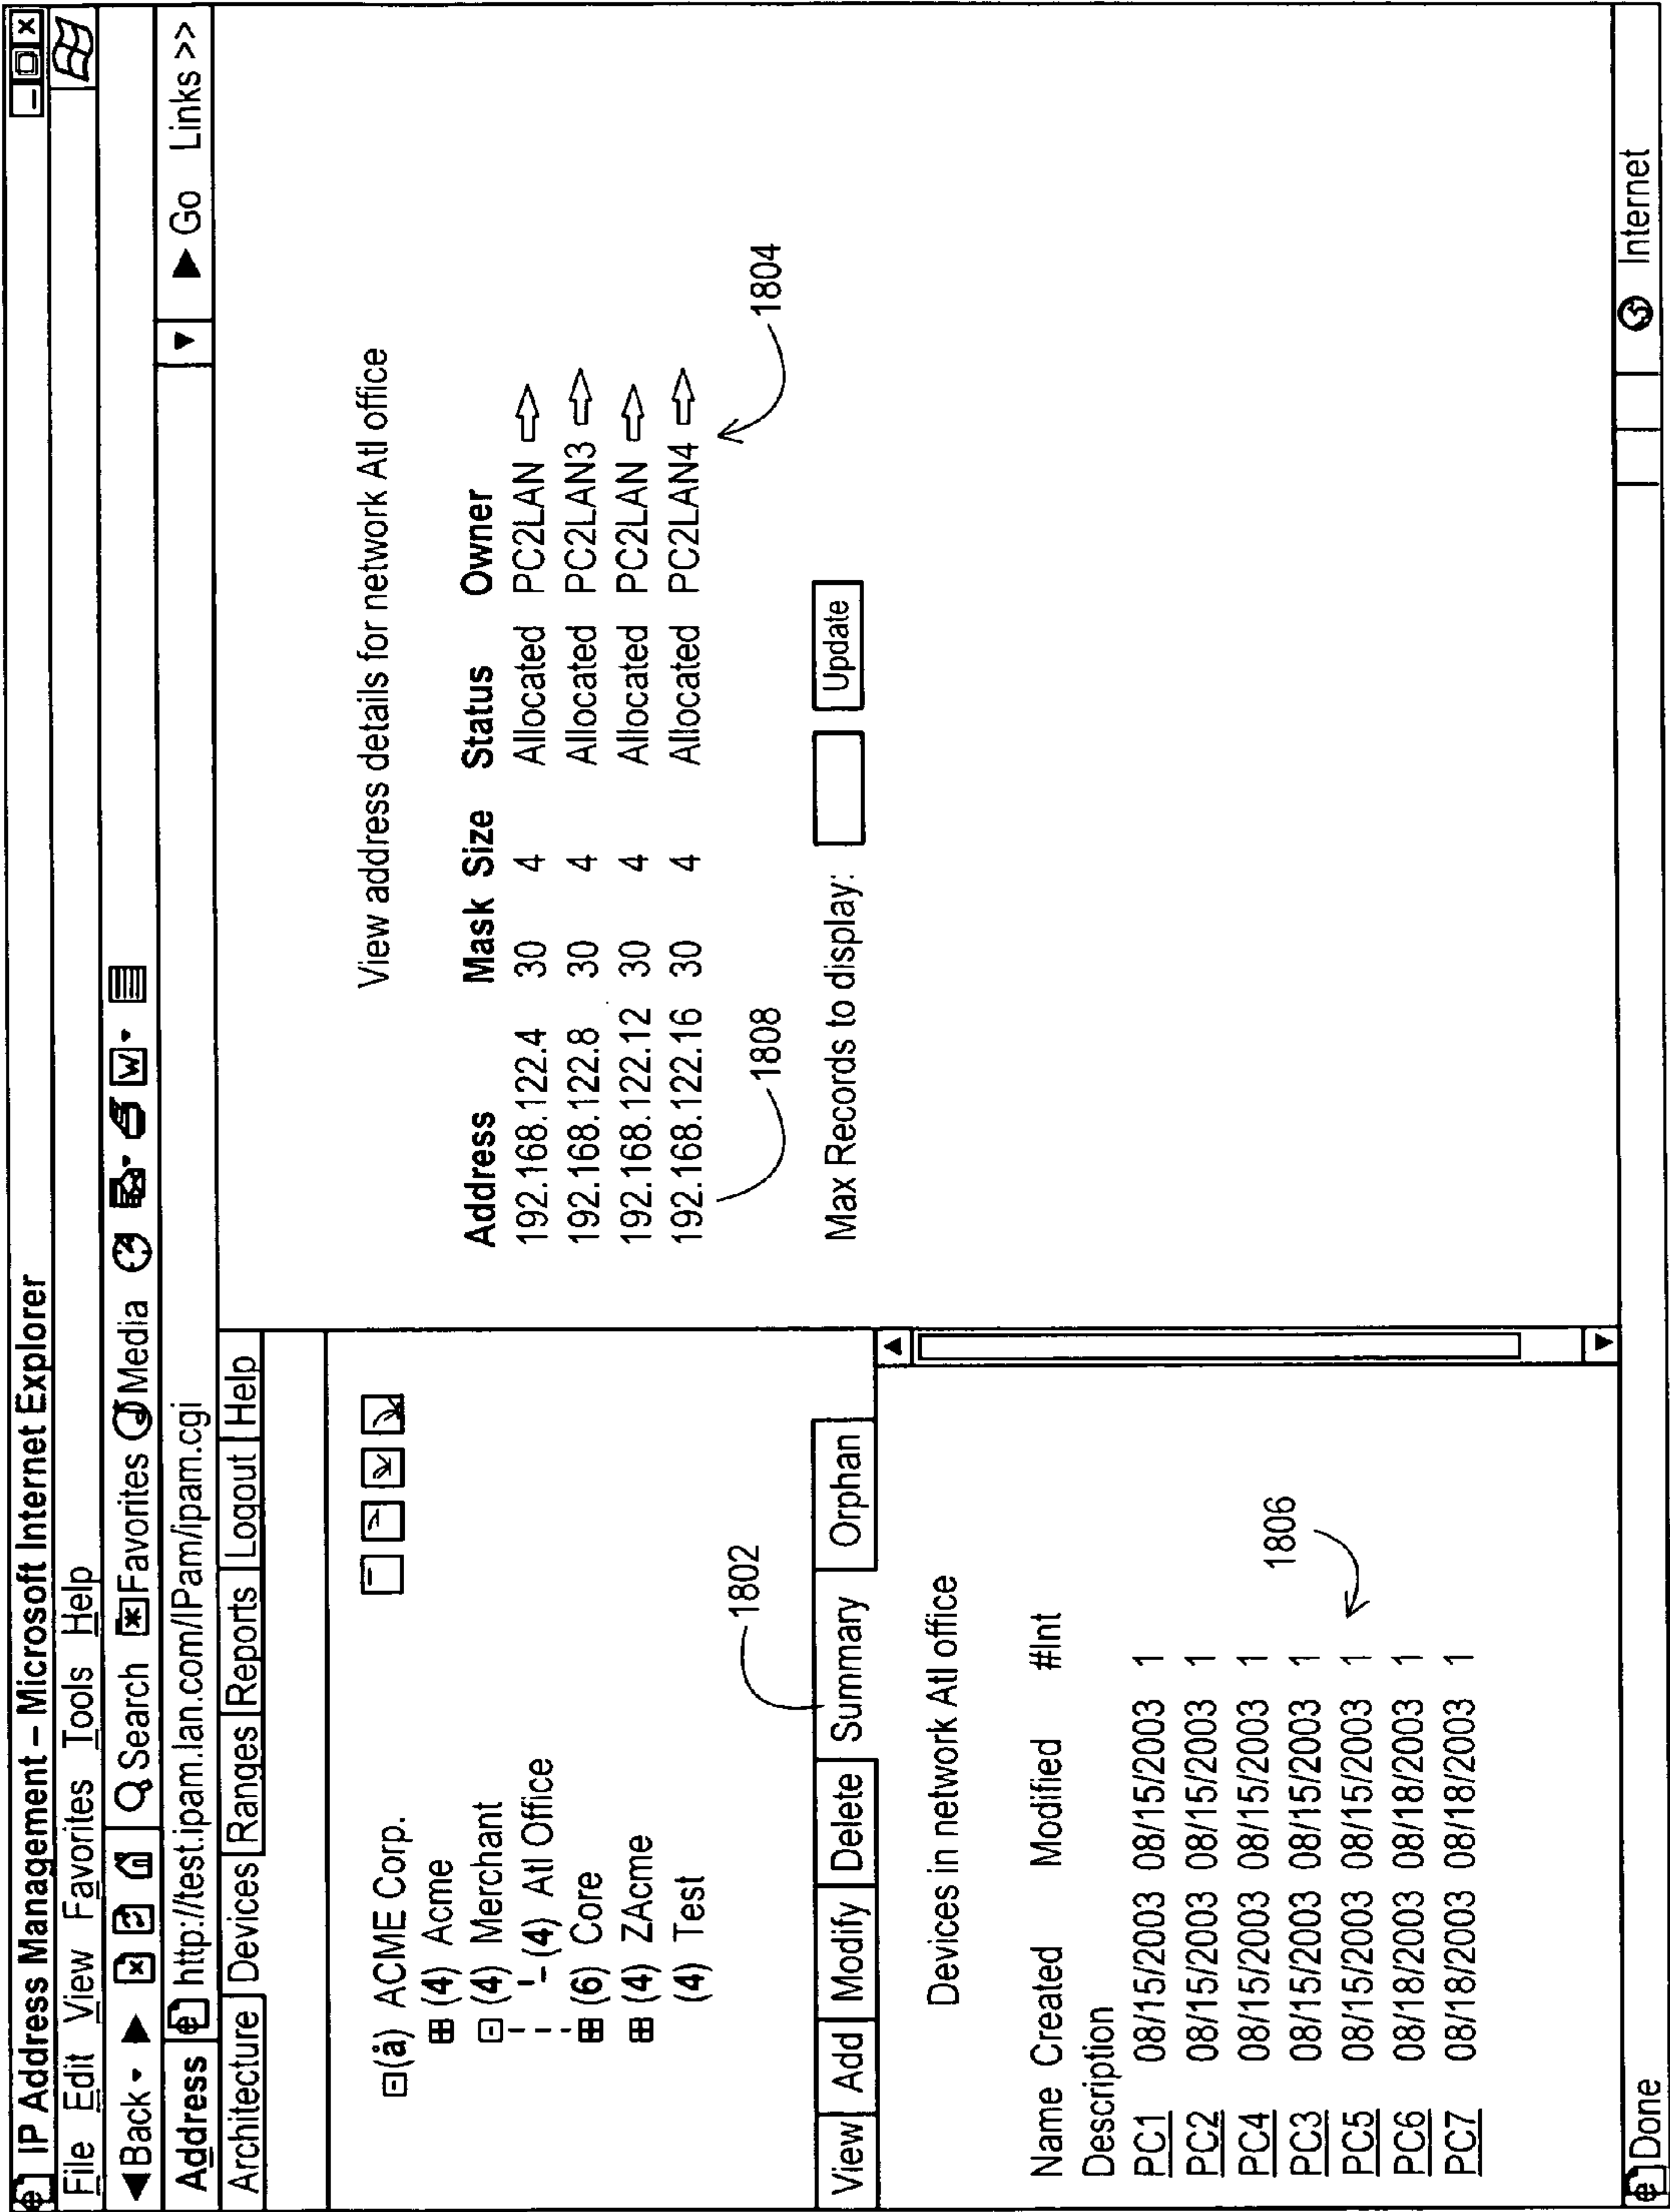 IP Address Management – Microsoft Internet Explorer
File Edit View Favorites Tools Help
Back Search Favorites Media W
Address http://test.ipam.lan.com/IPam/ipam.cgi Go Links >>
Architecture Devices Ranges Reports Logout Help
(a) ACME Corp.
(4) Acme
(4) Merchant
(4) Atl Office
(6) Core
(4) ZAcme
(4) Test
1802
View Add Modify Delete Summary Orphan
Devices in network Atl office
Name Created Modified #Int
Description
PC1 08/15/2003 08/15/2003 1
PC2 08/15/2003 08/15/2003 1
PC4 08/15/2003 08/15/2003 1
PC3 08/15/2003 08/15/2003 1
PC5 08/15/2003 08/15/2003 1
PC6 08/18/2003 08/18/2003 1
PC7 08/18/2003 08/18/2003 1
1806
View address details for network Atl office
Address Mask Size Status Owner
192.168.122.4 30 4 Allocated PC2LAN
192.168.122.8 30 4 Allocated PC2LAN3
192.168.122.12 30 4 Allocated PC2LAN
192.168.122.16 30 4 Allocated PC2LAN4
1808
1804
Max Records to display: Update
Done Internet